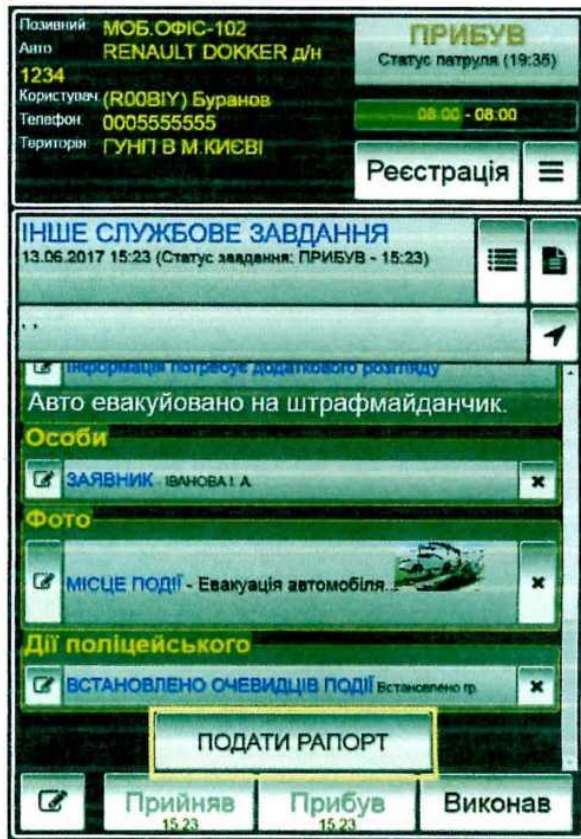 Позивний МОБ.ОФІС-102
Авто RENAULT DOKKER д/н
1234
Користувач (R00BIY) Буранов
Телефон 0005555555
Територія ГУНП В М.КИЄВІ
ПРИБУВ
Статус патруля (19:35)
08:00 - 08:00
Реєстрація
ІНШЕ СЛУЖБОВЕ ЗАВДАННЯ
13.06.2017 15:23 (Статус завдання: ПРИБУВ - 15:23)
, ,
Інформація потребує додаткового розгляду
Авто евакуйовано на штрафмайданчик.
Особи
ЗАЯВНИК - ІВАНОВА І. А.
Фото
МІСЦЕ ПОДІЇ - Евакуація автомобіля..
Дії поліцейського
ВСТАНОВЛЕНО ОЧЕВИДЦІВ ПОДІЇ Встановлено гр.
ПОДАТИ РАПОРТ
Прийняв
15:23
Прибув
15:23
Виконав